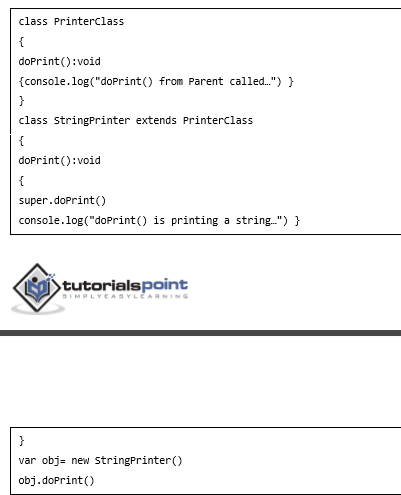 class PrinterClass
{
doPrint():void
{console.log("doPrint() from Parent called…") }
}
class StringPrinter extends PrinterClass
{
doPrint():void
{
super.doPrint()
console.log("doPrint() is printing a string…") }
tutorialspoint
SIMPLYEASYLEARNING
}
var obj= new StringPrinter()
obj.doPrint()